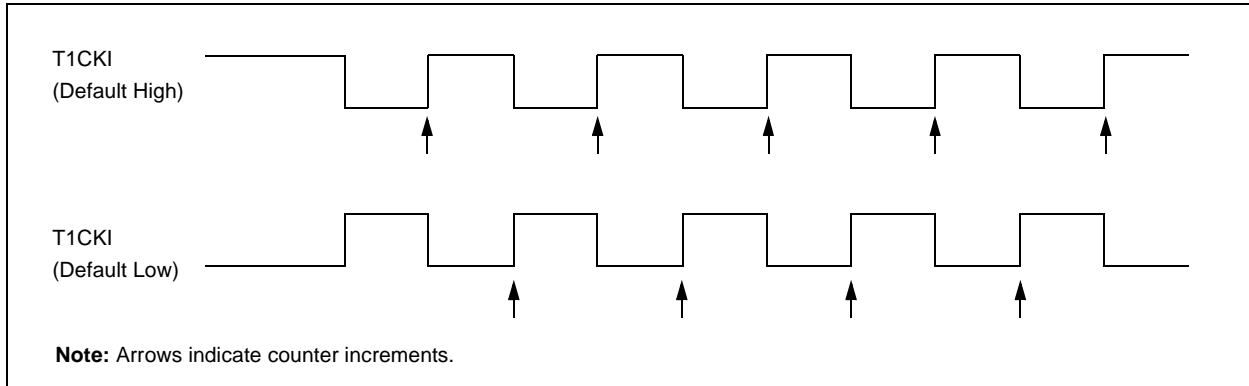 T1CKI
(Default High)
T1CKI
(Default Low)
Note: Arrows indicate counter increments.